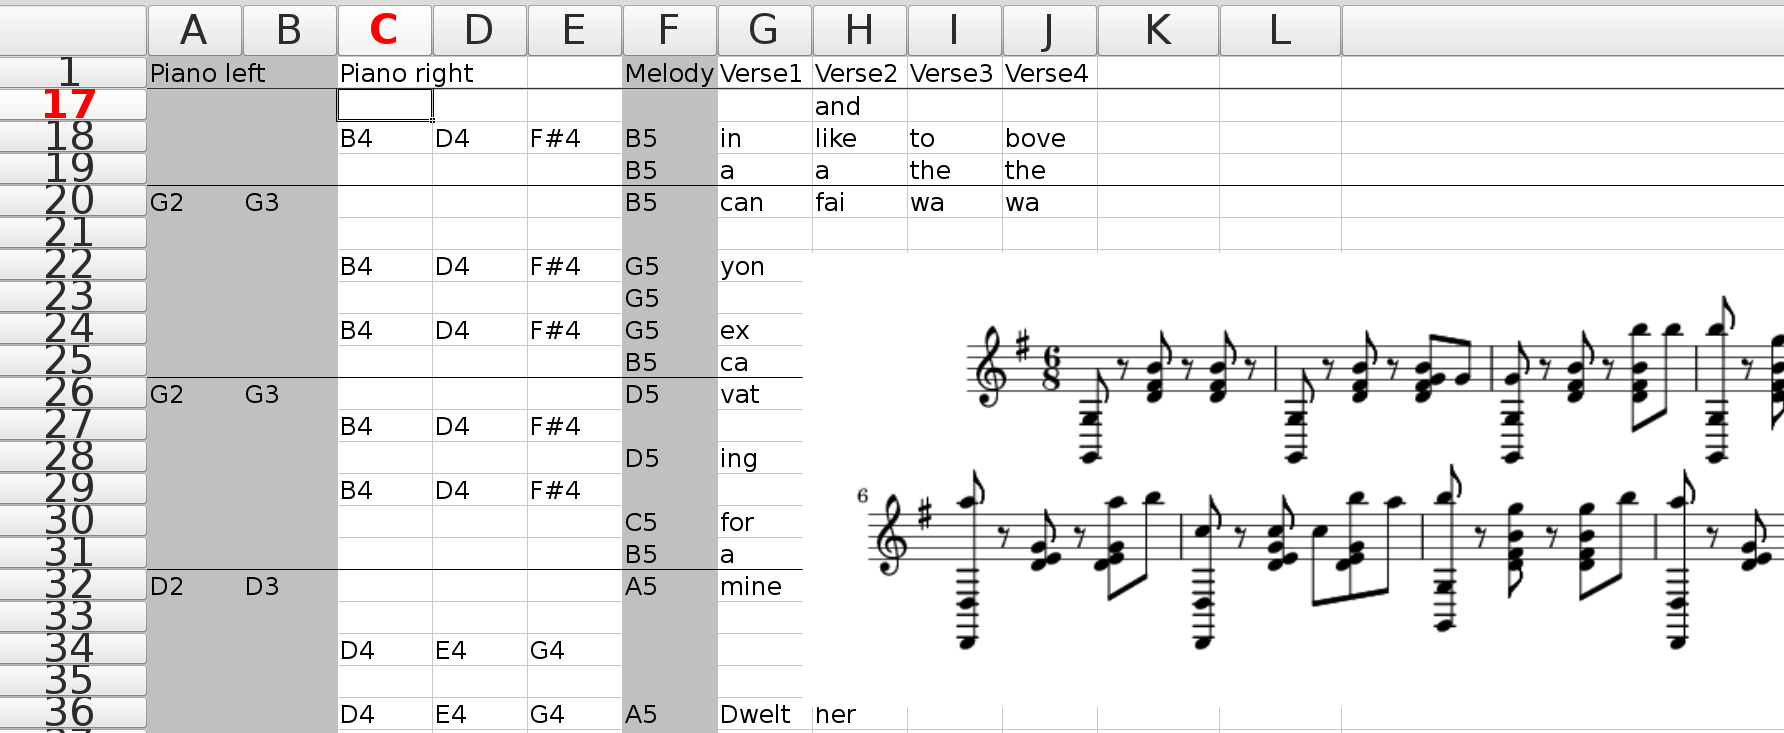 A B C D E F G H I J K L
1 Piano left Piano right Melody Verse1 Verse2 Verse3 Verse4
17 and
18 B4 D4 F#4 B5 in like to bove
19 B5 a a the the
20 G2 G3 B5 can fai wa wa
21
22 B4 D4 F#4 G5 yon
23 G5
24 B4 D4 F#4 G5 ex
25 B5 ca
26 G2 G3 D5 vat
27 B4 D4 F#4
28 D5 ing
29 B4 D4 F#4
30 C5 for
31 B5 a
32 D2 D3 A5 mine
33
34 D4 E4 G4
35
36 D4 E4 G4 A5 Dwelt her
6
8
6